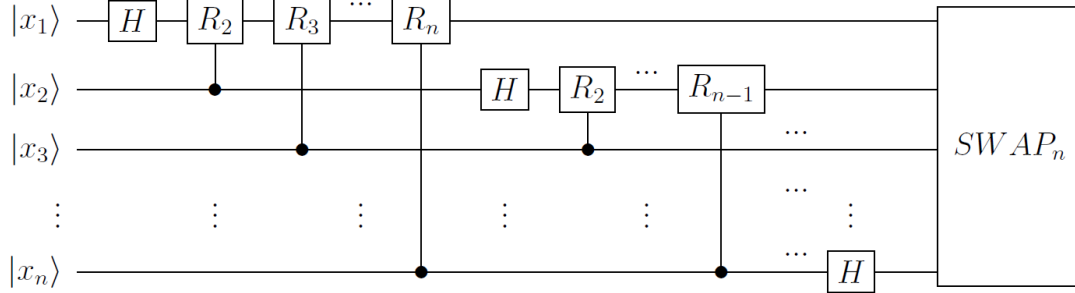 |x₁⟩ H R₂ R₃ ... Rₙ
|x₂⟩ H R₂ ... Rₙ₋₁
|x₃⟩ ... SWAPₙ
⋮ ⋮ ⋮ ⋮ ⋮ ... ⋮
|xₙ⟩ ... H